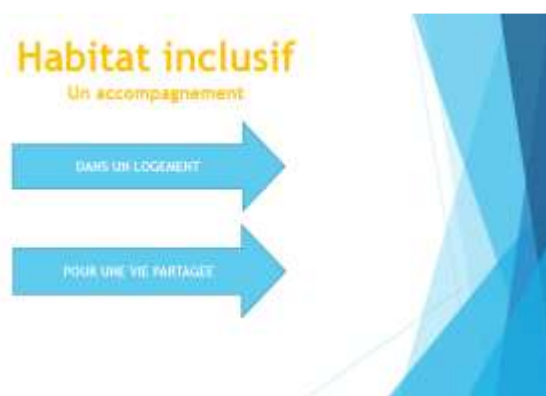 Habitat inclusif
Un accompagnement
DANS UN LOGEMENT
POUR UNE VIE PARTAGEE